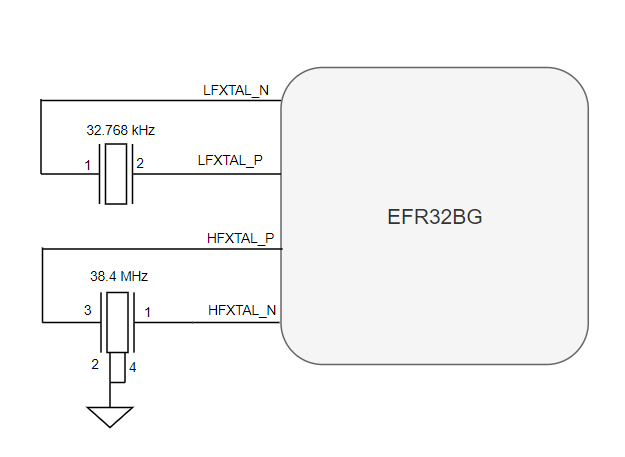 LFXTAL_N
32.768 kHz
1
2
LFXTAL_P
EFR32BG
HFXTAL_P
38.4 MHz
3
1
HFXTAL_N
2
4